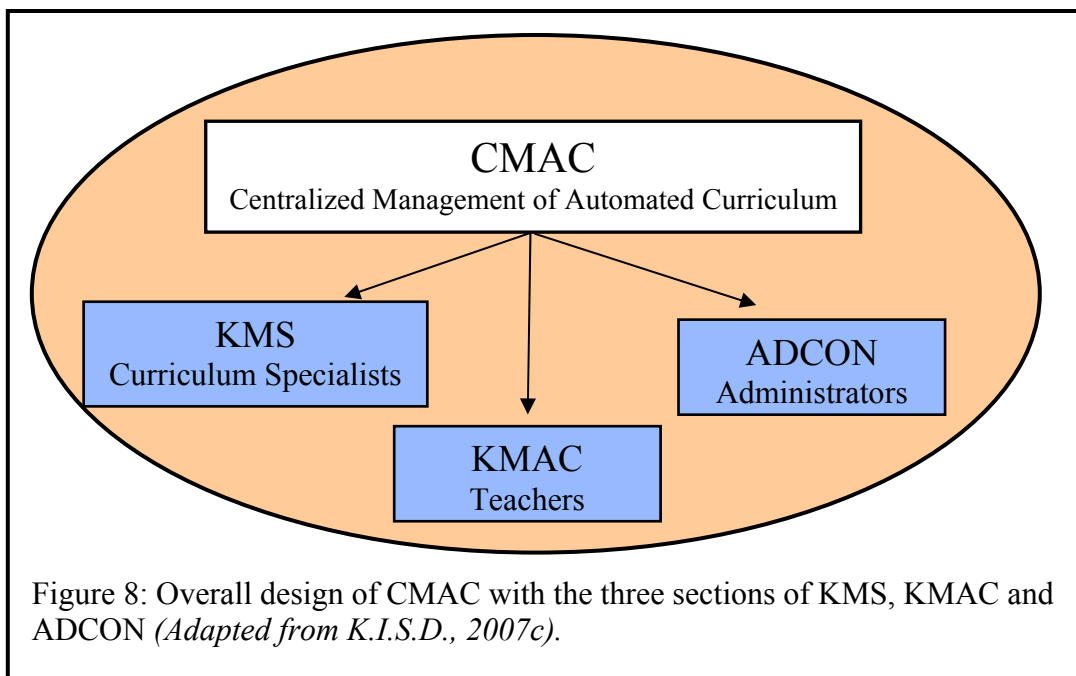 CMAC
Centralized Management of Automated Curriculum
KMS
Curriculum Specialists
ADCON
Administrators
KMAC
Teachers
Figure 8: Overall design of CMAC with the three sections of KMS, KMAC and
ADCON (Adapted from K.I.S.D., 2007c).